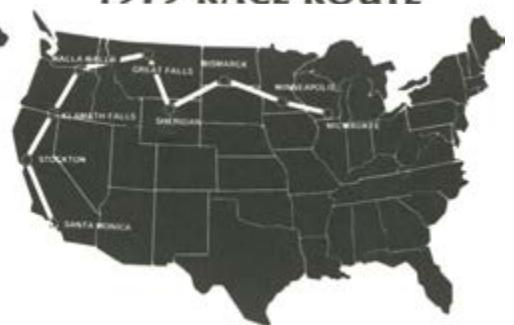 1979 RACE ROUTE
WALLA WALLA
GREAT FALLS
BISMARCK
MINNEAPOLIS
KLAMATH FALLS
SHERIDAN
MILWAUKEE
STOCKTON
SANTA MONICA